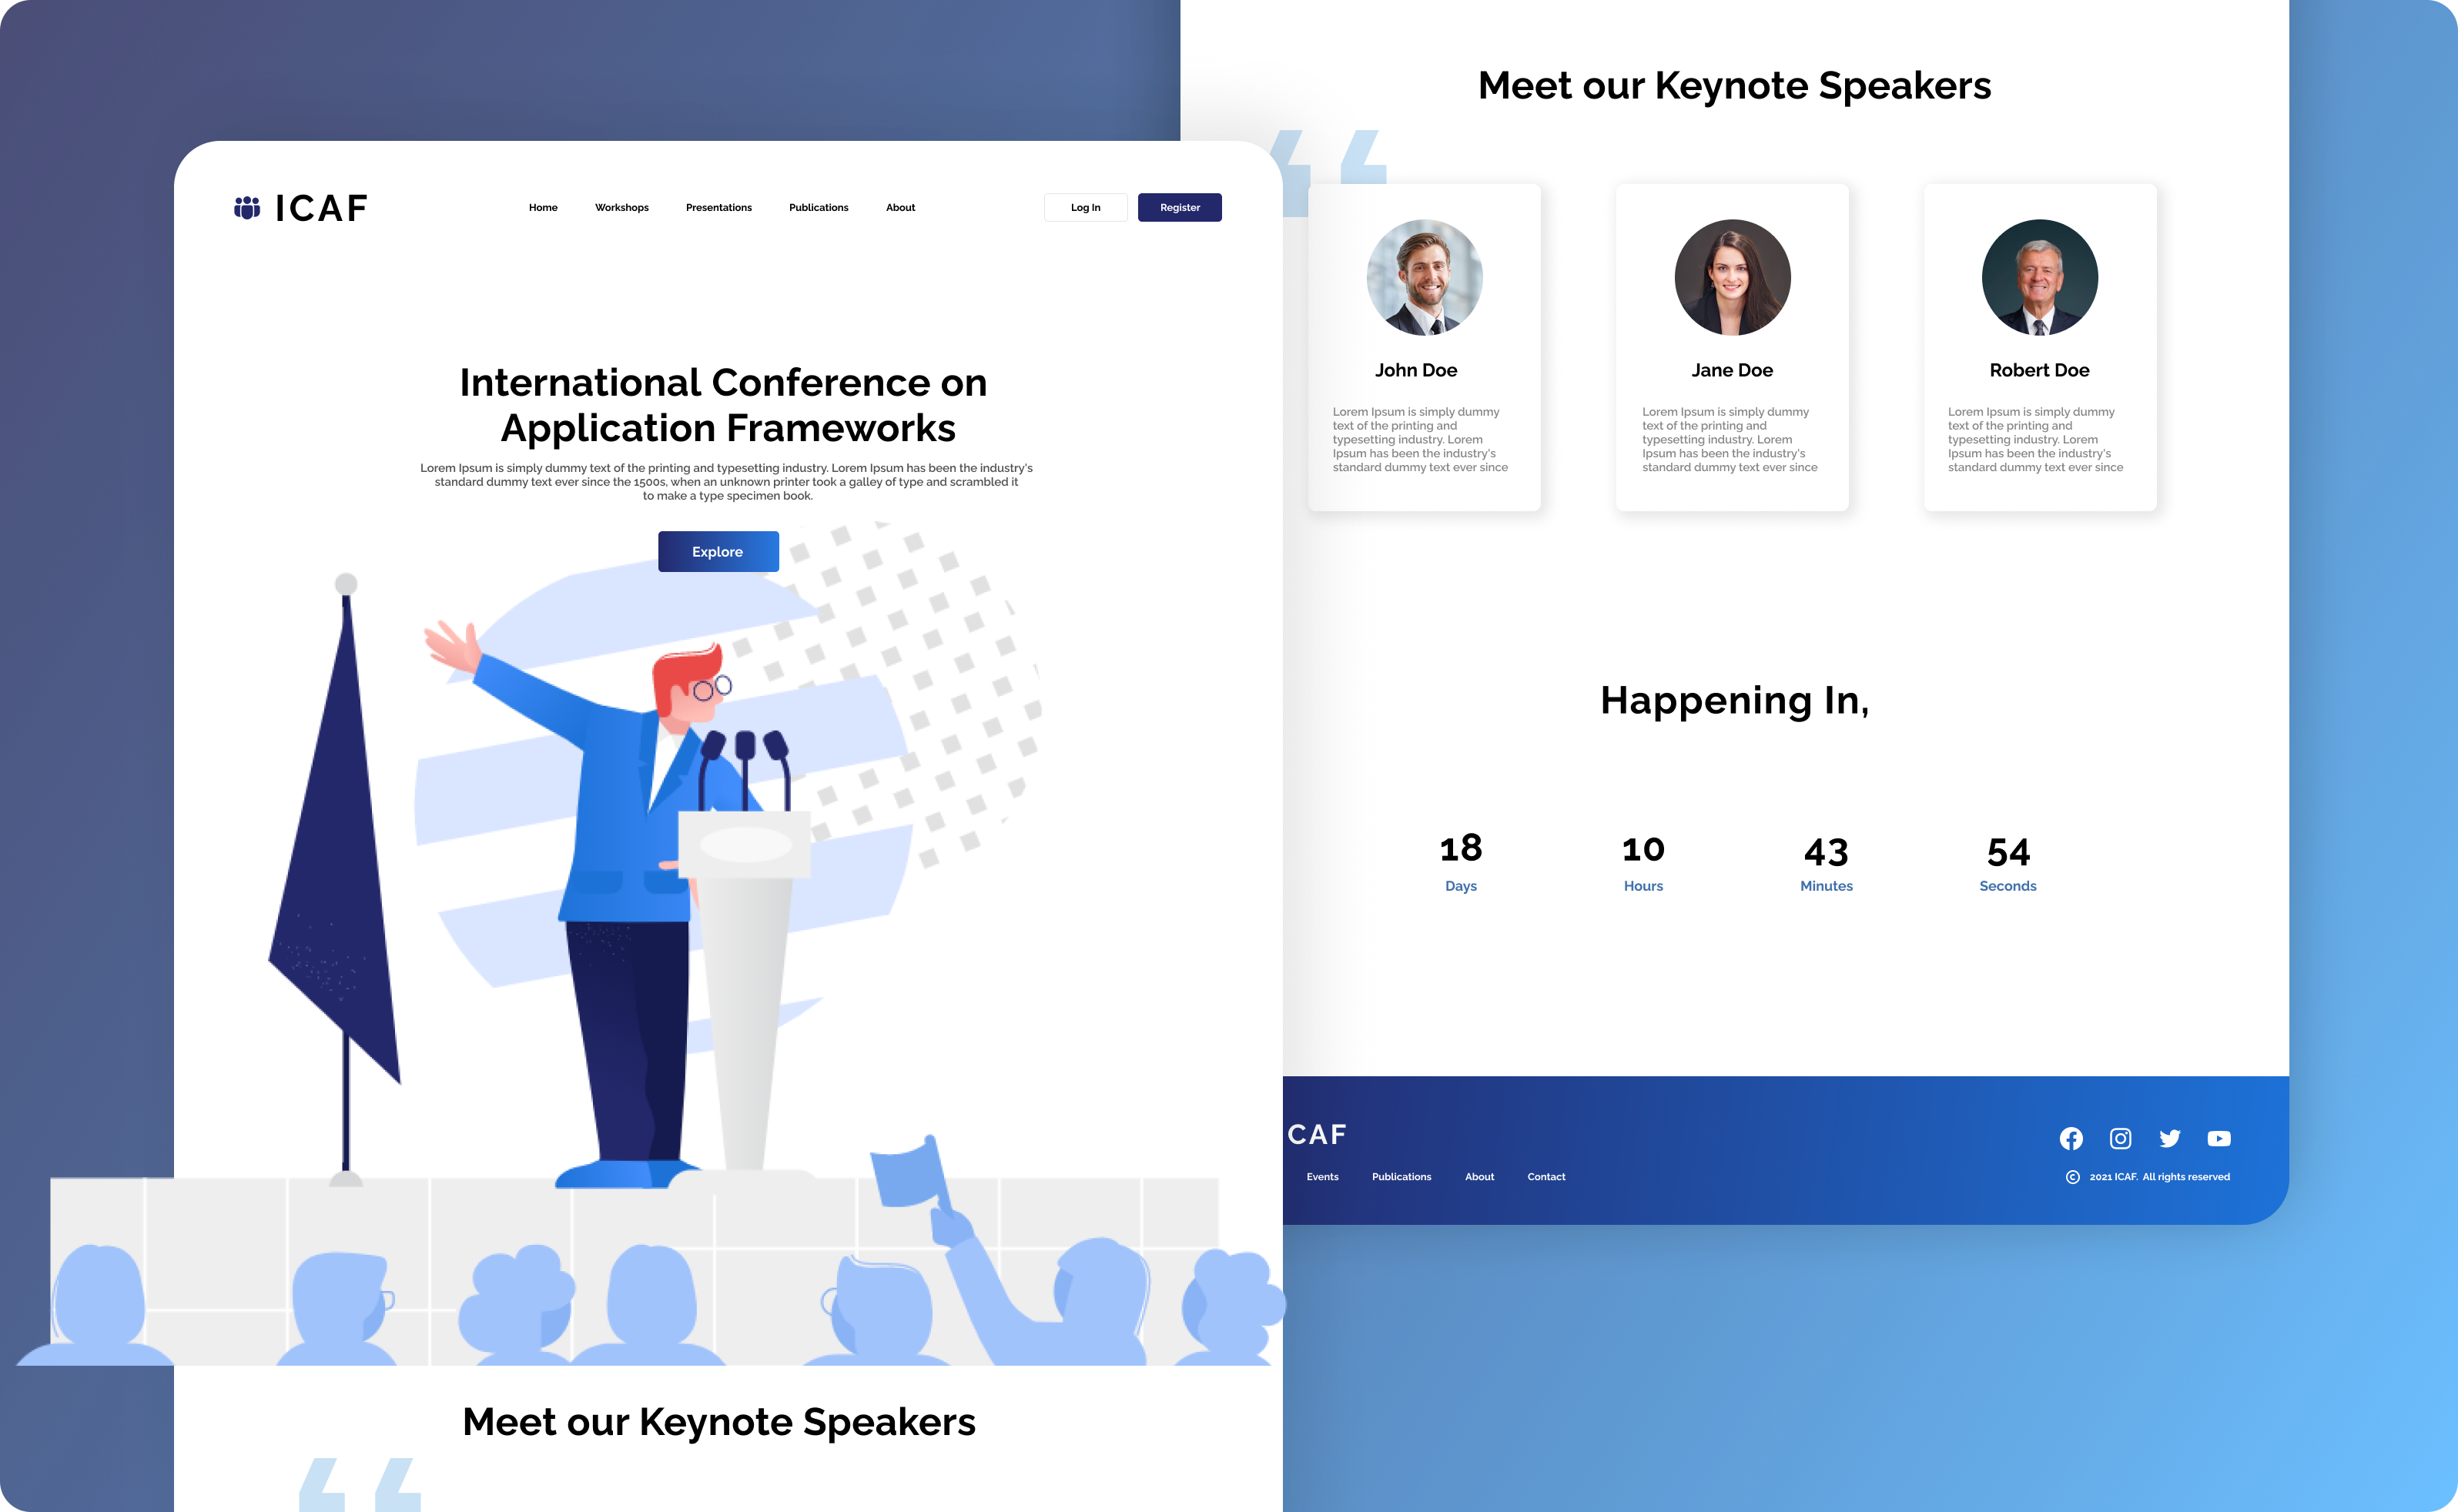 ICAF
Home
Workshops
Presentations
Publications
About
Log In
Register
International Conference on
Application Frameworks
Lorem Ipsum is simply dummy text of the printing and typesetting industry. Lorem Ipsum has been the industry's
standard dummy text ever since the 1500s, when an unknown printer took a galley of type and scrambled it
to make a type specimen book.
Explore
Meet our Keynote Speakers
“
Meet our Keynote Speakers
“
John Doe
Lorem Ipsum is simply dummy
text of the printing and
typesetting industry. Lorem
Ipsum has been the industry's
standard dummy text ever since
Jane Doe
Lorem Ipsum is simply dummy
text of the printing and
typesetting industry. Lorem
Ipsum has been the industry's
standard dummy text ever since
Robert Doe
Lorem Ipsum is simply dummy
text of the printing and
typesetting industry. Lorem
Ipsum has been the industry's
standard dummy text ever since
Happening In,
18
Days
10
Hours
43
Minutes
54
Seconds
CAF
Events
Publications
About
Contact
© 2021 ICAF. All rights reserved